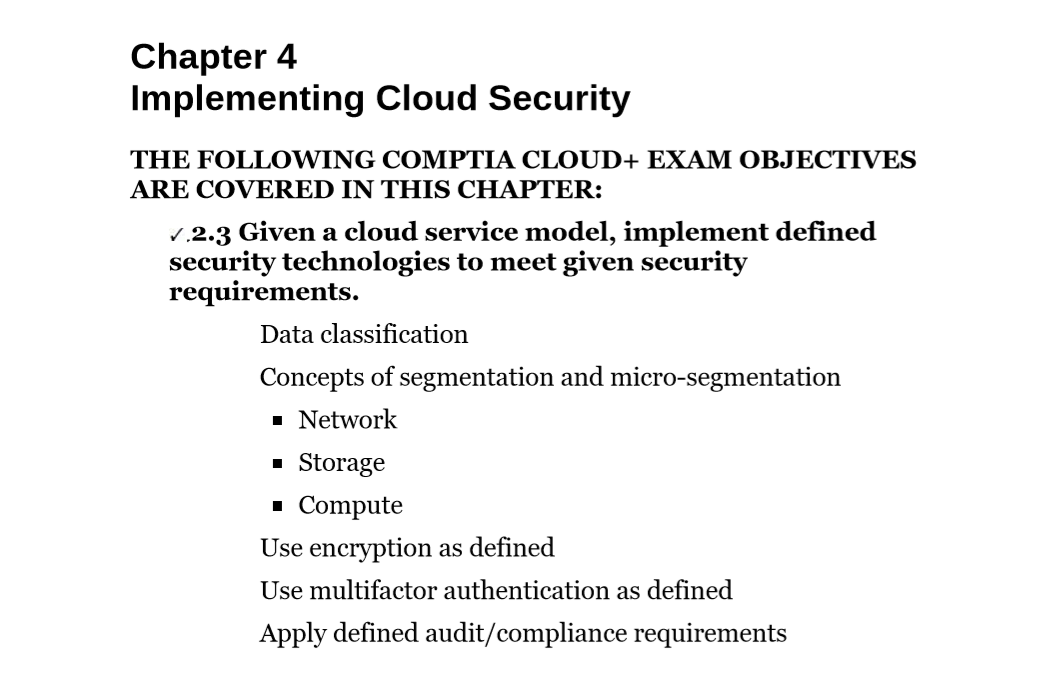 Chapter 4
Implementing Cloud Security
THE FOLLOWING COMPTIA CLOUD+ EXAM OBJECTIVES
ARE COVERED IN THIS CHAPTER:
✓.2.3 Given a cloud service model, implement defined
security technologies to meet given security
requirements.
Data classification
Concepts of segmentation and micro-segmentation
▪ Network
▪ Storage
▪ Compute
Use encryption as defined
Use multifactor authentication as defined
Apply defined audit/compliance requirements